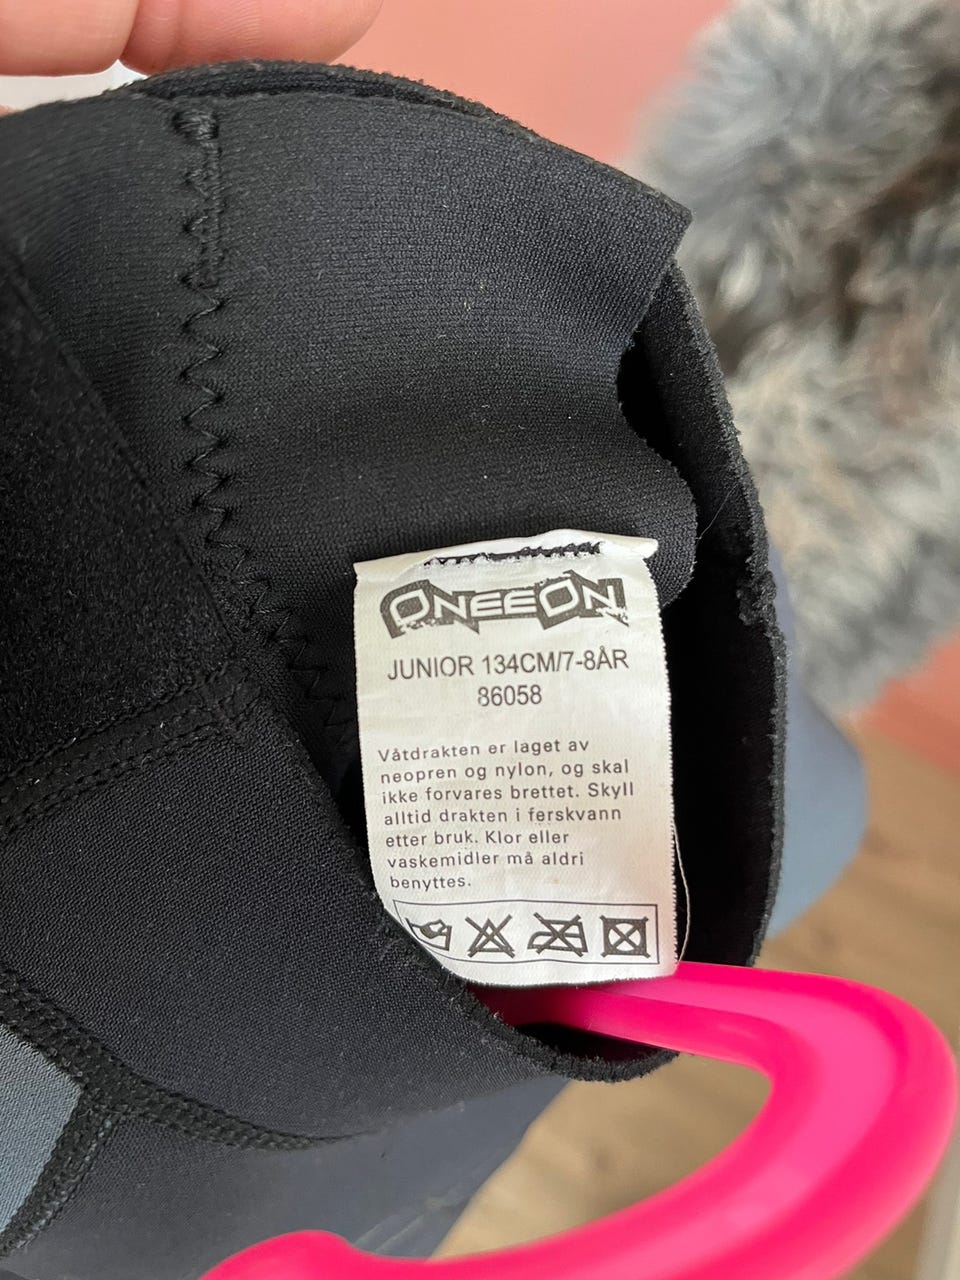 ONEEON
JUNIOR 134CM/7-8ÅR
86058
Våtdrakten er laget av
neopren og nylon, og skal
ikke forvares brettet. Skyll
alltid drakten i ferskvann
etter bruk. Klor eller
vaskemidler må aldri
benyttes.